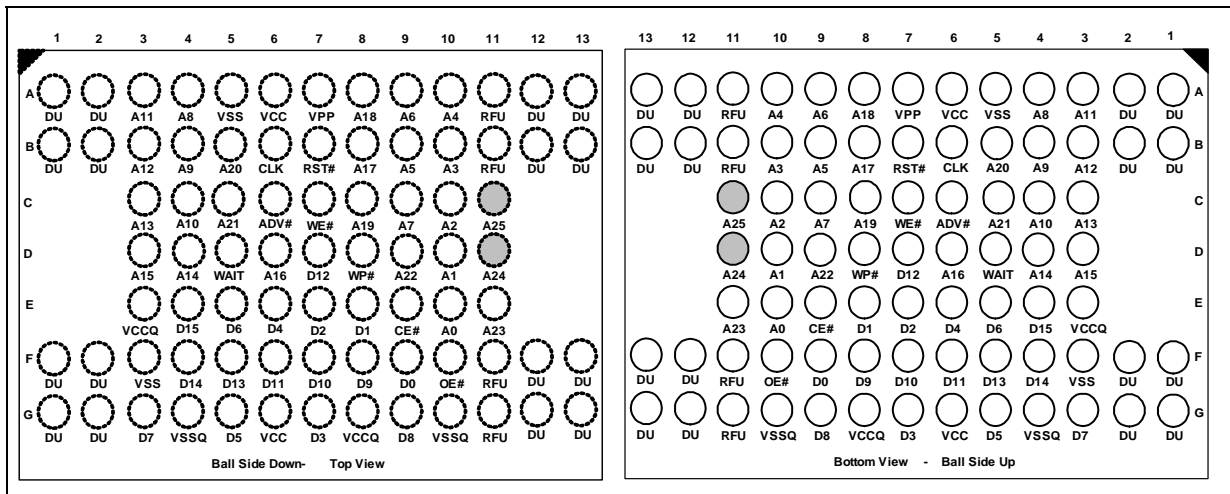 1 2 3 4 5 6 7 8 9 10 11 12 13
A
DU DU A11 A8 VSS VCC VPP A18 A6 A4 RFU DU DU
B
DU DU A12 A9 A20 CLK RST# A17 A5 A3 RFU DU DU
C
A13 A10 A21 ADV# WE# A19 A7 A2 A25
D
A15 A14 WAIT A16 D12 WP# A22 A1 A24
E
VCCQ D15 D6 D4 D2 D1 CE# A0 A23
F
DU DU VSS D14 D13 D11 D10 D9 D0 OE# RFU DU DU
G
DU DU D7 VSSQ D5 VCC D3 VCCQ D8 VSSQ RFU DU DU
Ball Side Down- Top View
13 12 11 10 9 8 7 6 5 4 3 2 1
A
DU DU RFU A4 A6 A18 VPP VCC VSS A8 A11 DU DU
B
DU DU RFU A3 A5 A17 RST# CLK A20 A9 A12 DU DU
C
A25 A2 A7 A19 WE# ADV# A21 A10 A13
D
A24 A1 A22 WP# D12 A16 WAIT A14 A15
E
A23 A0 CE# D1 D2 D4 D6 D15 VCCQ
F
DU DU RFU OE# D0 D9 D10 D11 D13 D14 VSS DU DU
G
DU DU RFU VSSQ D8 VCCQ D3 VCC D5 VSSQ D7 DU DU
Bottom View - Ball Side Up